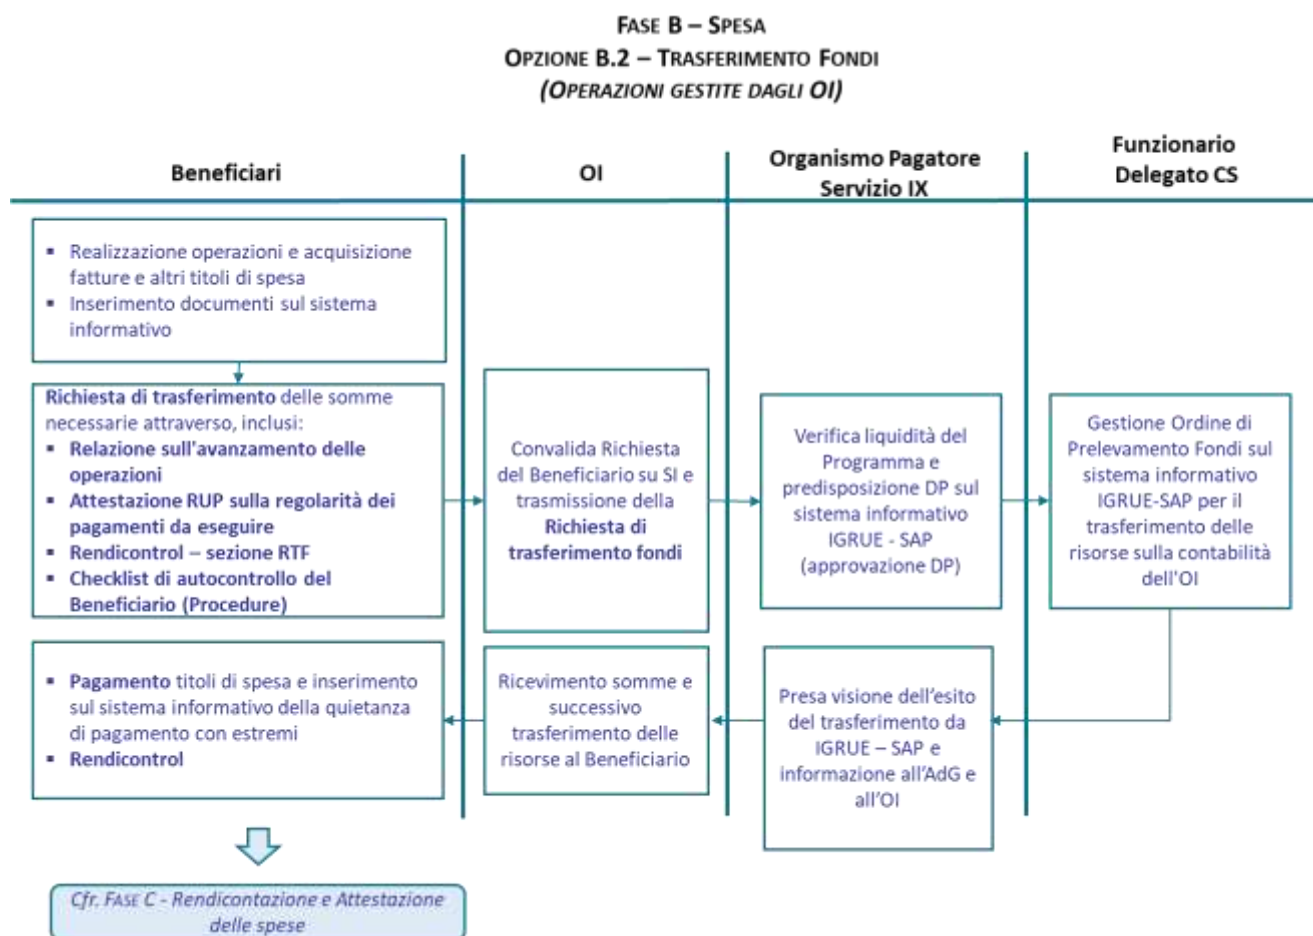 FASE B – SPESA
OPZIONE B.2 – TRASFERIMENTO FONDI
(OPERAZIONI GESTITE DAGLI OI)
Beneficiari
OI
Organismo Pagatore
Servizio IX
Funzionario
Delegato CS
▪ Realizzazione operazioni e acquisizione
fatture e altri titoli di spesa
▪ Inserimento documenti sul sistema
informativo
Richiesta di trasferimento delle somme
necessarie attraverso, inclusi:
▪ Relazione sull'avanzamento delle
operazioni
▪ Attestazione RUP sulla regolarità dei
pagamenti da eseguire
▪ Rendicontrol – sezione RTF
▪ Checklist di autocontrollo del
Beneficiario (Procedure)
Convalida Richiesta
del Beneficiario su SI e
trasmissione della
Richiesta di
trasferimento fondi
Verifica liquidità del
Programma e
predisposizione DP sul
sistema informativo
IGRUE - SAP
(approvazione DP)
Gestione Ordine di
Prelevamento Fondi sul
sistema informativo
IGRUE-SAP per il
trasferimento delle
risorse sulla contabilità
dell'OI
▪ Pagamento titoli di spesa e inserimento
sul sistema informativo della quietanza
di pagamento con estremi
▪ Rendicontrol
Ricevimento somme e
successivo
trasferimento delle
risorse al Beneficiario
Presa visione dell'esito
del trasferimento da
IGRUE – SAP e
informazione all'AdG e
all'OI
Cfr. FASE C - Rendicontazione e Attestazione
delle spese